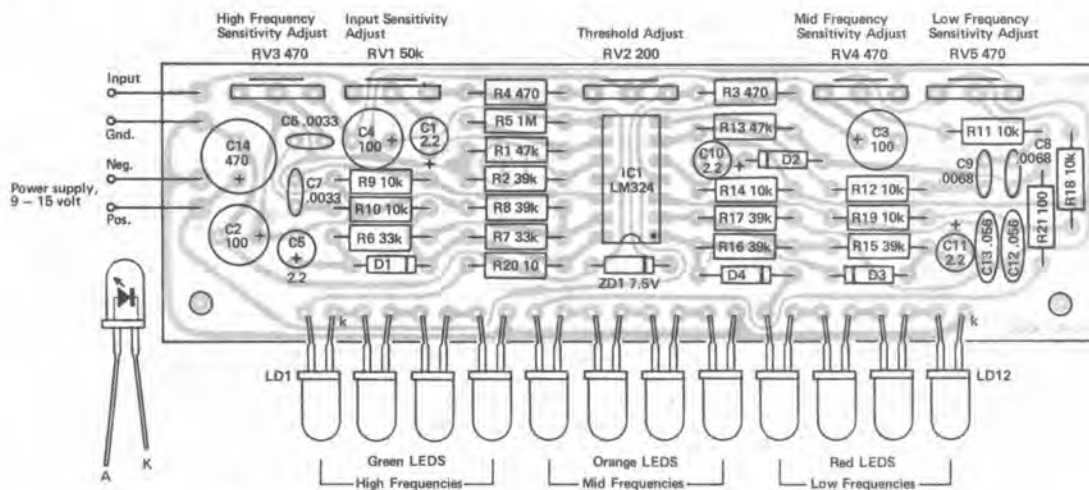 High Frequency
Sensitivity Adjust
RV3 470
Input Sensitivity
Adjust
RV1 50k
Threshold Adjust
RV2 200
Mid Frequency
Sensitivity Adjust
RV4 470
Low Frequency
Sensitivity Adjust
RV5 470
Input
Gnd.
Neg.
Power supply,
9 – 15 volt
Pos.
C14
470
+
C6 .0033
C4
100
+
C1
2.2
+
C7
.0033
C2
100
+
C5
+
2.2
R9 10k
R10 10k
R6 33k
D1
R4 470
R5 1M
R1 47k
R2 39k
R8 39k
R7 33k
R20 10
IC1
LM324
ZD1 7.5V
R3 470
R13 47k
C10
2.2
+
D2
R14 10k
R17 39k
R16 39k
D4
C3
100
+
R12 10k
R19 10k
R15 39k
D3
R11 10k
C9
.0068
C8
.0068
R18 10k
R21 100
+
C11
2.2
C13 .056
C12 .056
k
k
LD1
LD12
A
K
Green LEDS
High Frequencies
Orange LEDS
Mid Frequencies
Red LEDS
Low Frequencies